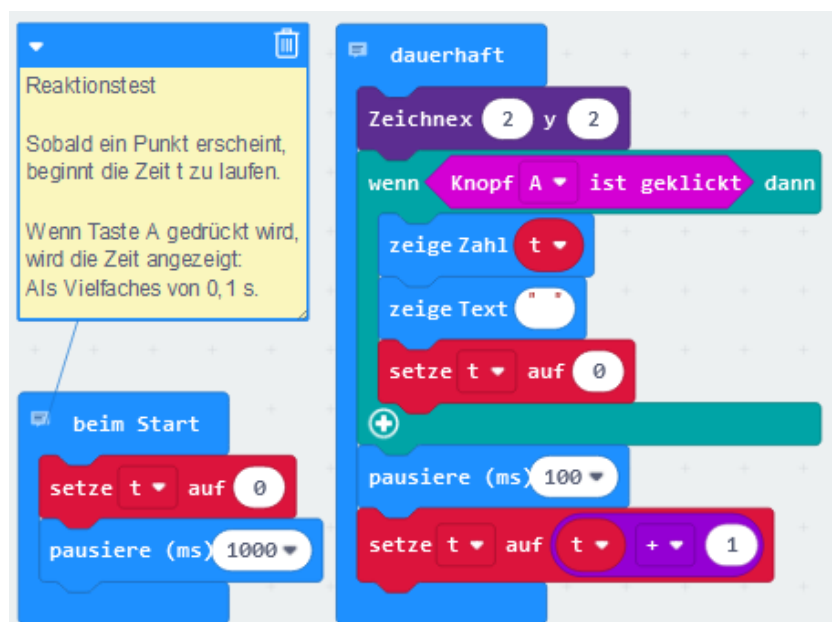 Reaktionstest
Sobald ein Punkt erscheint,
beginnt die Zeit t zu laufen.
Wenn Taste A gedrückt wird,
wird die Zeit angezeigt:
Als Vielfaches von 0,1 s.
beim Start
setze t auf 0
pausiere (ms) 1000
dauerhaft
Zeichnex 2 y 2
wenn Knopf A ist geklickt dann
zeige Zahl t
zeige Text " "
setze t auf 0
pausiere (ms) 100
setze t auf t + 1